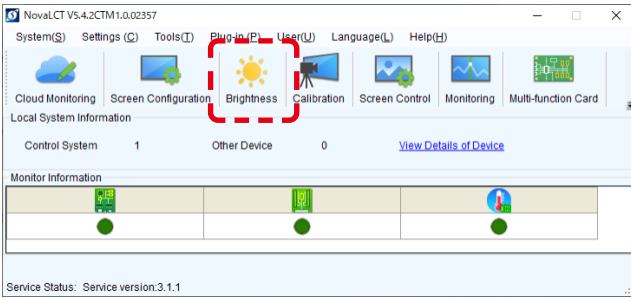 NovaLCT V5.4.2CTM1.0.02357
System(S) Settings (C) Tools(T) Plug-in (P) User(U) Language(L) Help(H)
Cloud Monitoring Screen Configuration Brightness Calibration Screen Control Monitoring Multi-function Card
Local System Information
Control System 1 Other Device 0 View Details of Device
Monitor Information
Service Status: Service version:3.1.1